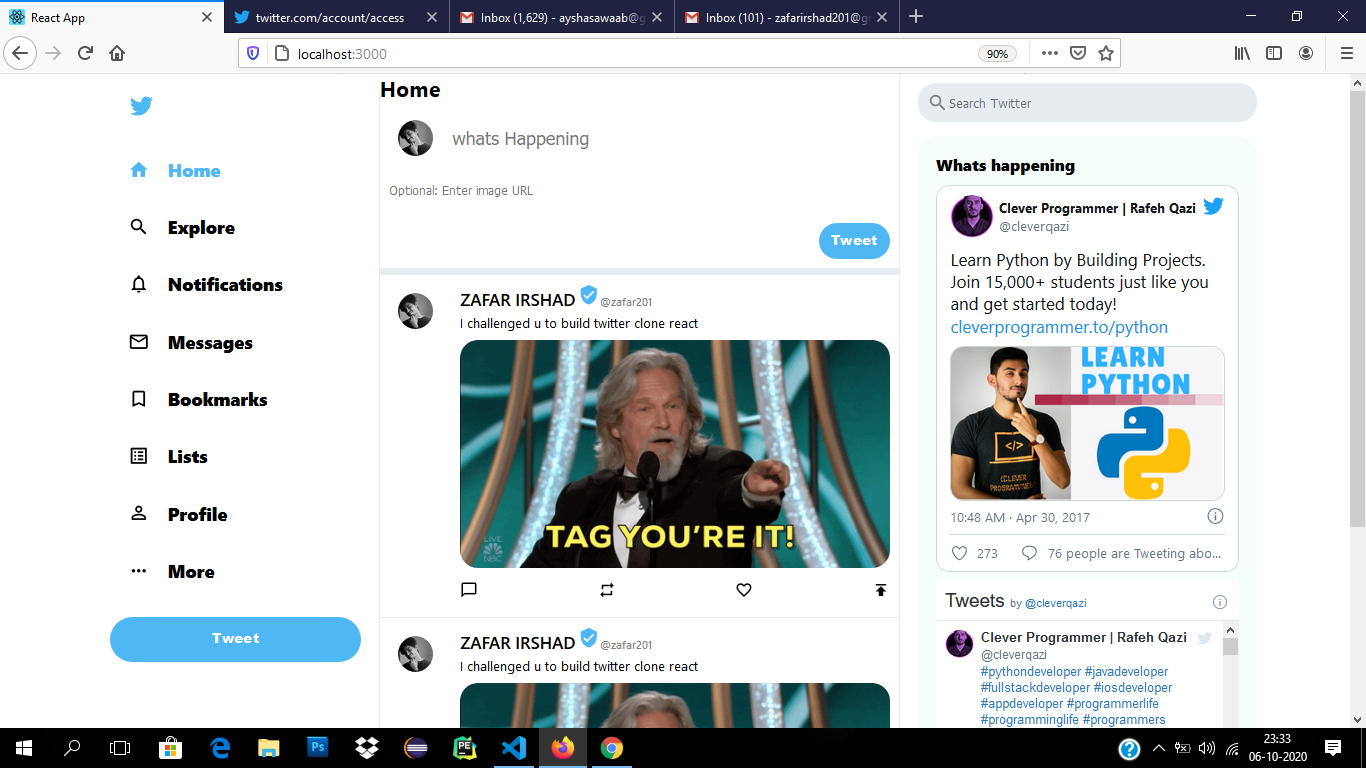 React App
twitter.com/account/access
Inbox (1,629) - ayshasawaab@g
Inbox (101) - zafarirshad201@g
localhost:3000
90%
Home
Explore
Notifications
Messages
Bookmarks
Lists
Profile
More
Tweet
Home
whats Happening
Optional: Enter image URL
Tweet
ZAFAR IRSHAD @zafar201
I challenged u to build twitter clone react
TAG YOU'RE IT!
LIVE
NBC
ZAFAR IRSHAD @zafar201
I challenged u to build twitter clone react
Search Twitter
Whats happening
Clever Programmer | Rafeh Qazi
@cleverqazi
Learn Python by Building Projects.
Join 15,000+ students just like you
and get started today!
cleverprogrammer.to/python
LEARN
PYTHON
</>
CLEVER
PROGRAMMER
10:48 AM · Apr 30, 2017
273
76 people are Tweeting abo...
Tweets by @cleverqazi
Clever Programmer | Rafeh Qazi
@cleverqazi
#pythondeveloper #javadeveloper
#fullstackdeveloper #iosdeveloper
#appdeveloper #programmerlife
#programminglife #programmers
Ps
PE
23:33
06-10-2020